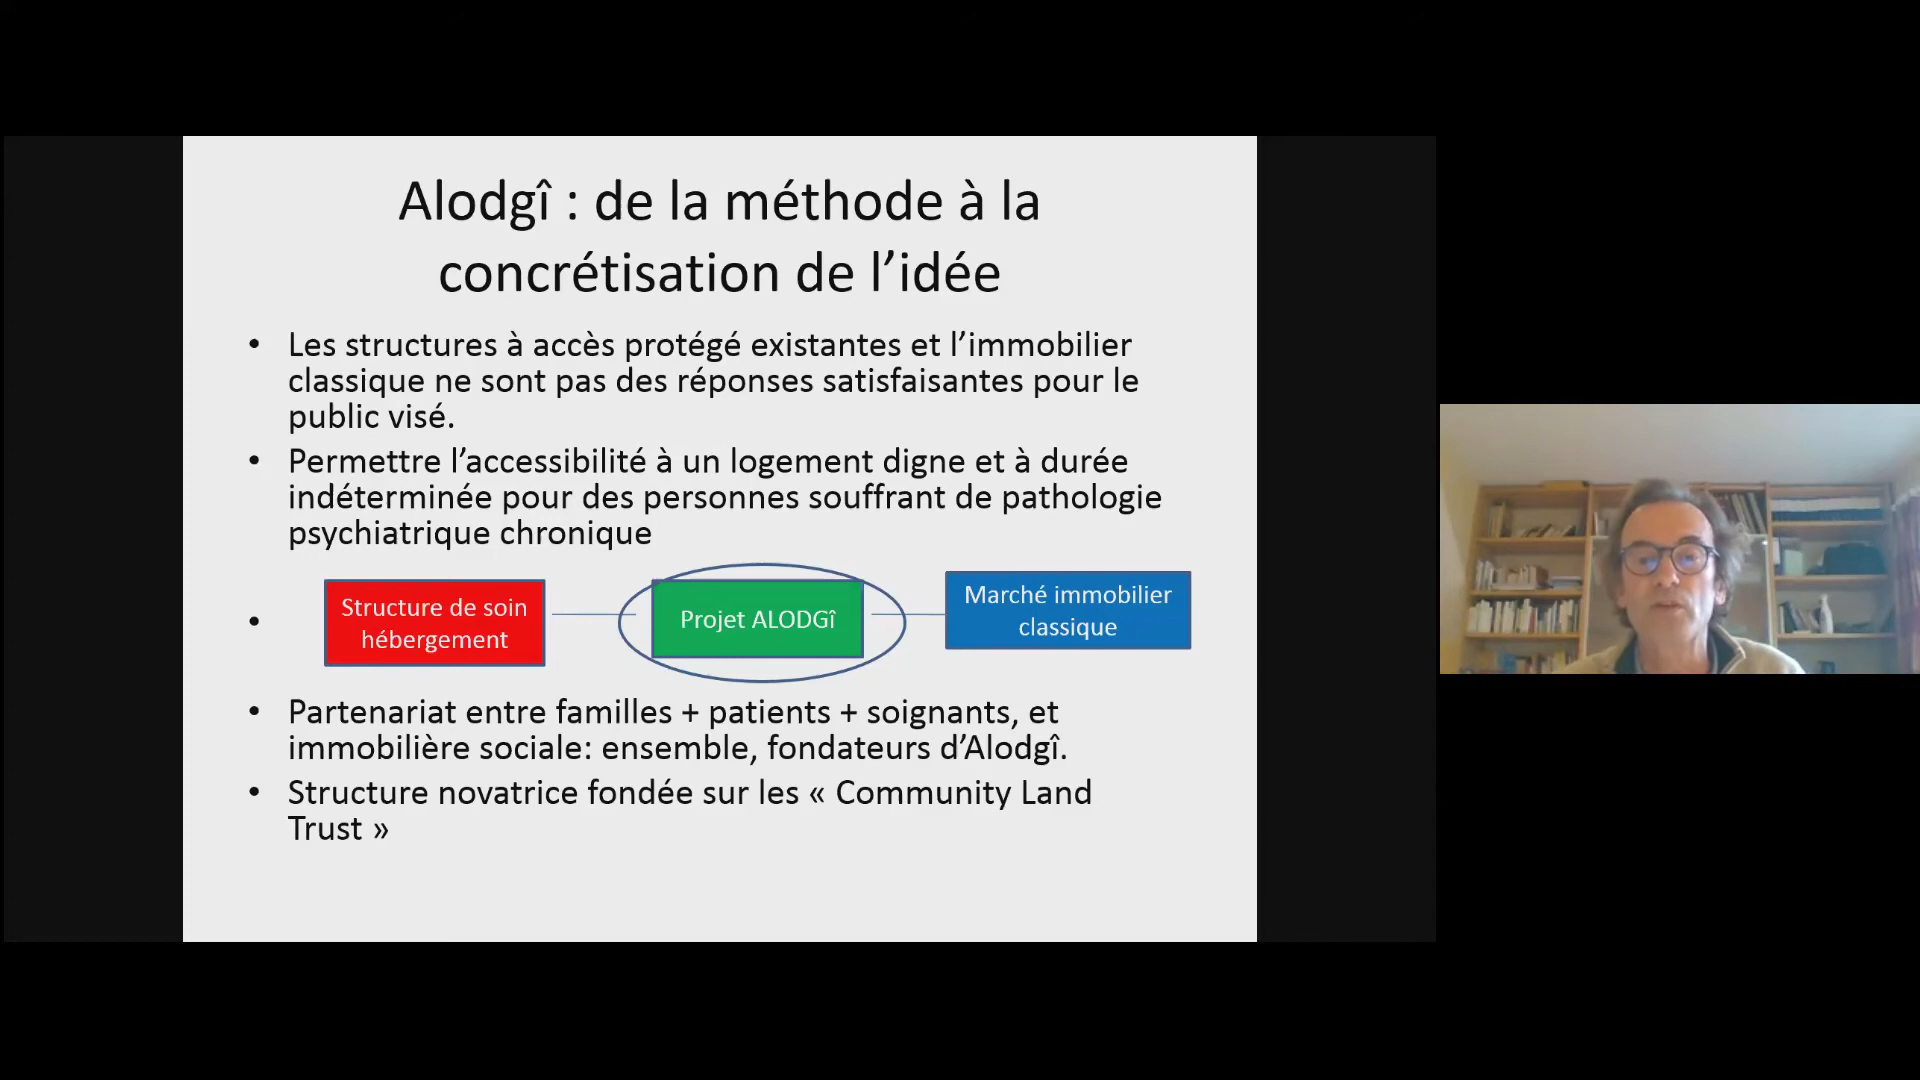 Alodgî : de la méthode à la
concrétisation de l’idée
• Les structures à accès protégé existantes et l’immobilier
classique ne sont pas des réponses satisfaisantes pour le
public visé.
• Permettre l’accessibilité à un logement digne et à durée
indéterminée pour des personnes souffrant de pathologie
psychiatrique chronique
•
Structure de soin
hébergement
Projet ALODGî
Marché immobilier
classique
• Partenariat entre familles + patients + soignants, et
immobilière sociale: ensemble, fondateurs d’Alodgî.
• Structure novatrice fondée sur les « Community Land
Trust »